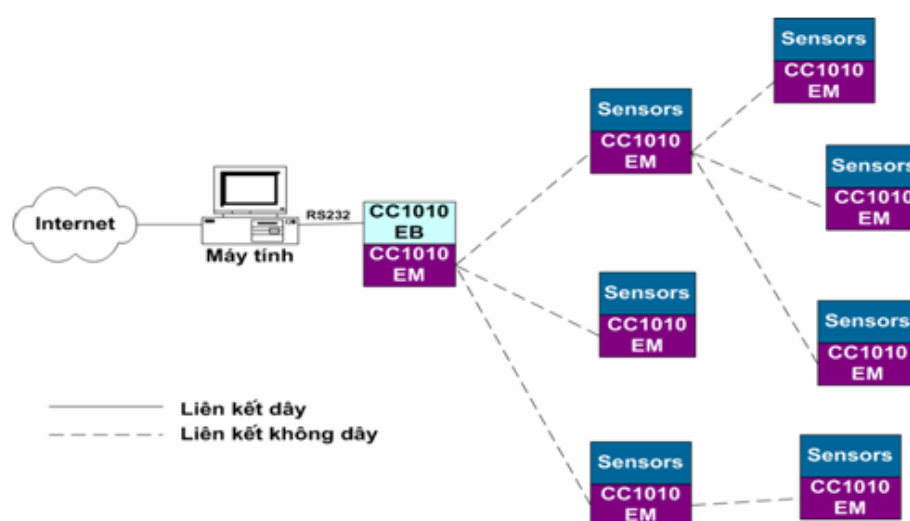 Internet
Máy tính
RS232
CC1010
EB
CC1010
EM
Sensors
CC1010
EM
Sensors
CC1010
EM
Sensors
CC1010
EM
Sensors
CC1010
EM
Sensors
CC1010
EM
Sensors
CC1010
EM
Sensors
CC1010
EM
Liên kết dây
Liên kết không dây